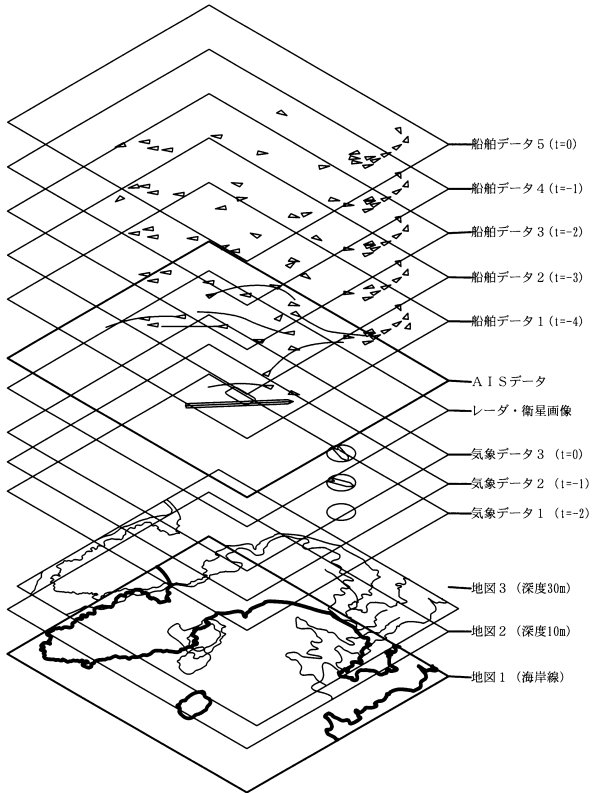 船舶データ５(t=0)
船舶データ４(t=-1)
船舶データ３(t=-2)
船舶データ２(t=-3)
船舶データ１(t=-4)
ＡＩＳデータ
レーダ・衛星画像
気象データ３ (t=0)
気象データ２ (t=-1)
気象データ１ (t=-2)
地図３ (深度30m)
地図２ (深度10m)
地図１ (海岸線)